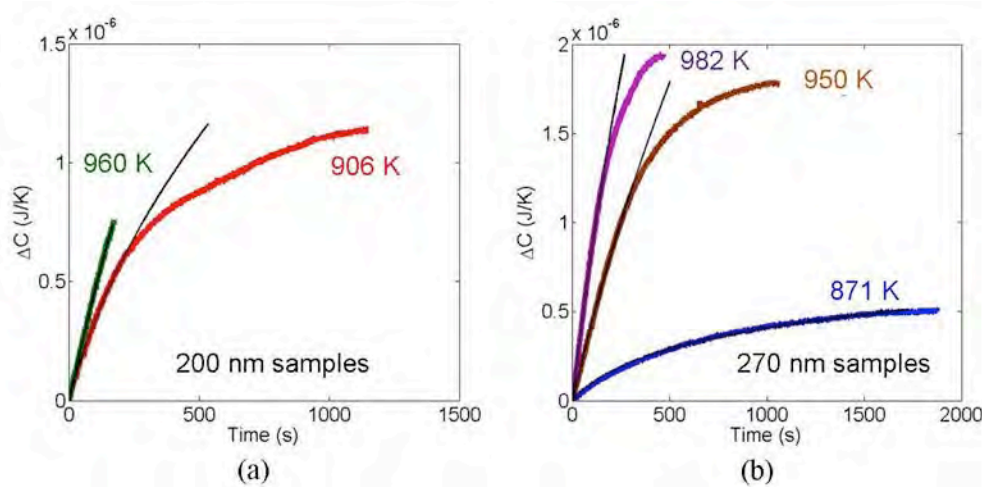 x 10⁻⁶
1.5
1
0.5
0
ΔC (J/K)
960 K
906 K
200 nm samples
0 500 1000 1500
Time (s)
(a)
x 10⁻⁶
2
1.5
1
0.5
0
ΔC (J/K)
982 K
950 K
871 K
270 nm samples
0 500 1000 1500 2000
Time (s)
(b)